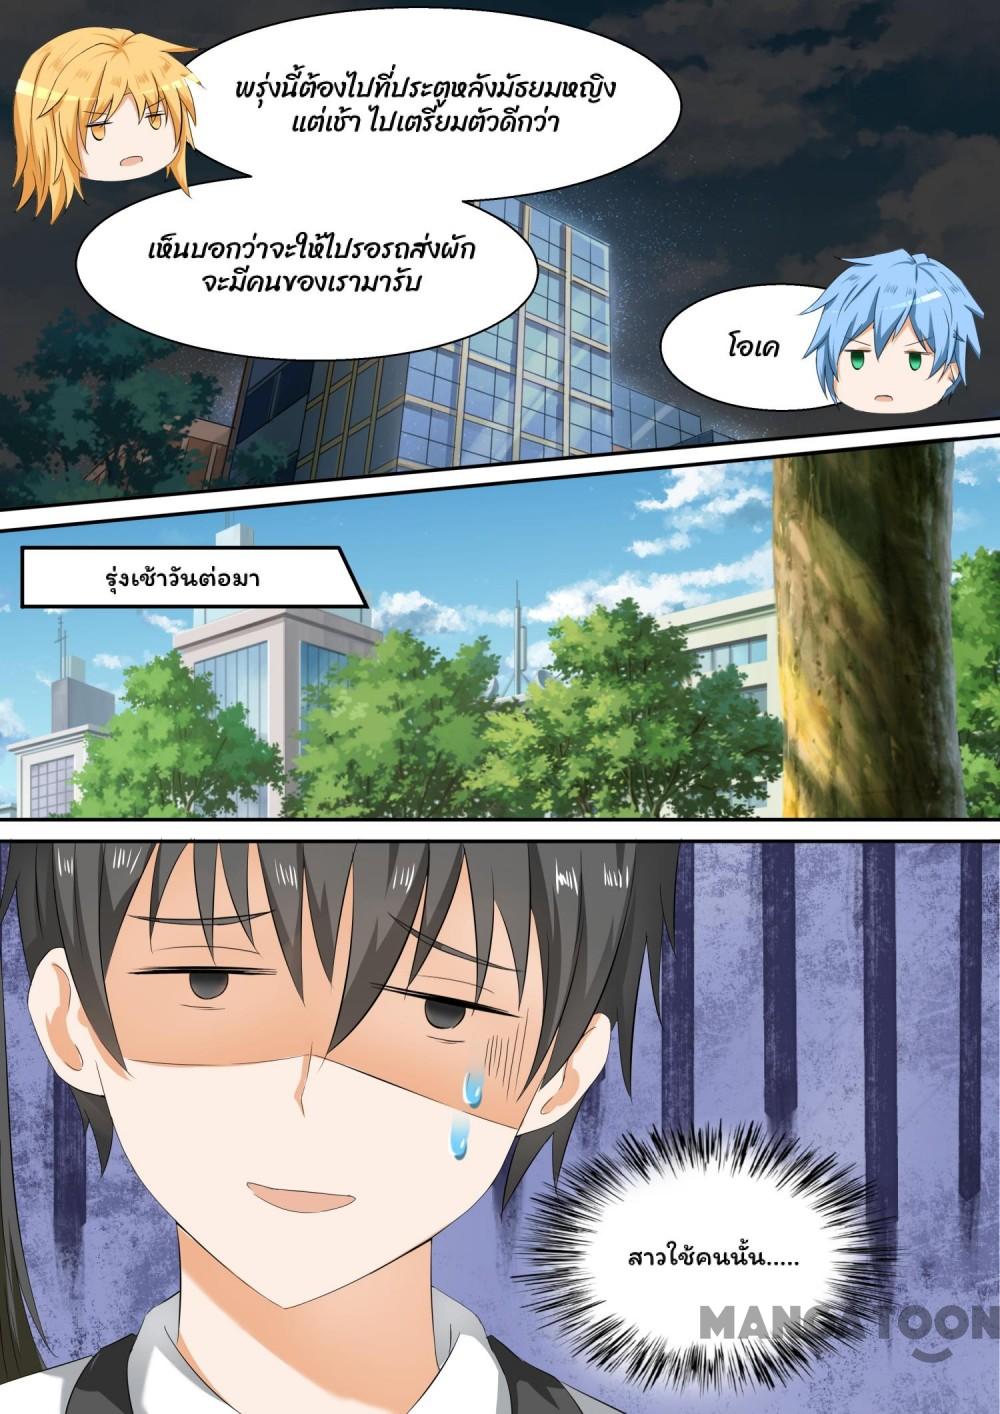 พรุ่งนี้ต้องไปที่ประตูหลังมัธยมหญิง
แต่เช้า ไปเตรียมตัวดีกว่า
เห็นบอกว่าจะให้ไปรอรถส่งผัก
จะมีคนของเรามารับ
โอเค
รุ่งเช้าวันต่อมา
สาวใช้คนนั้น.....
MANGATOON